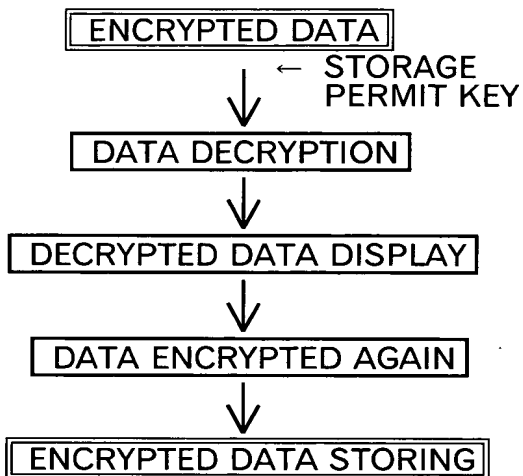 ENCRYPTED DATA
← STORAGE
PERMIT KEY
DATA DECRYPTION
DECRYPTED DATA DISPLAY
DATA ENCRYPTED AGAIN
ENCRYPTED DATA STORING